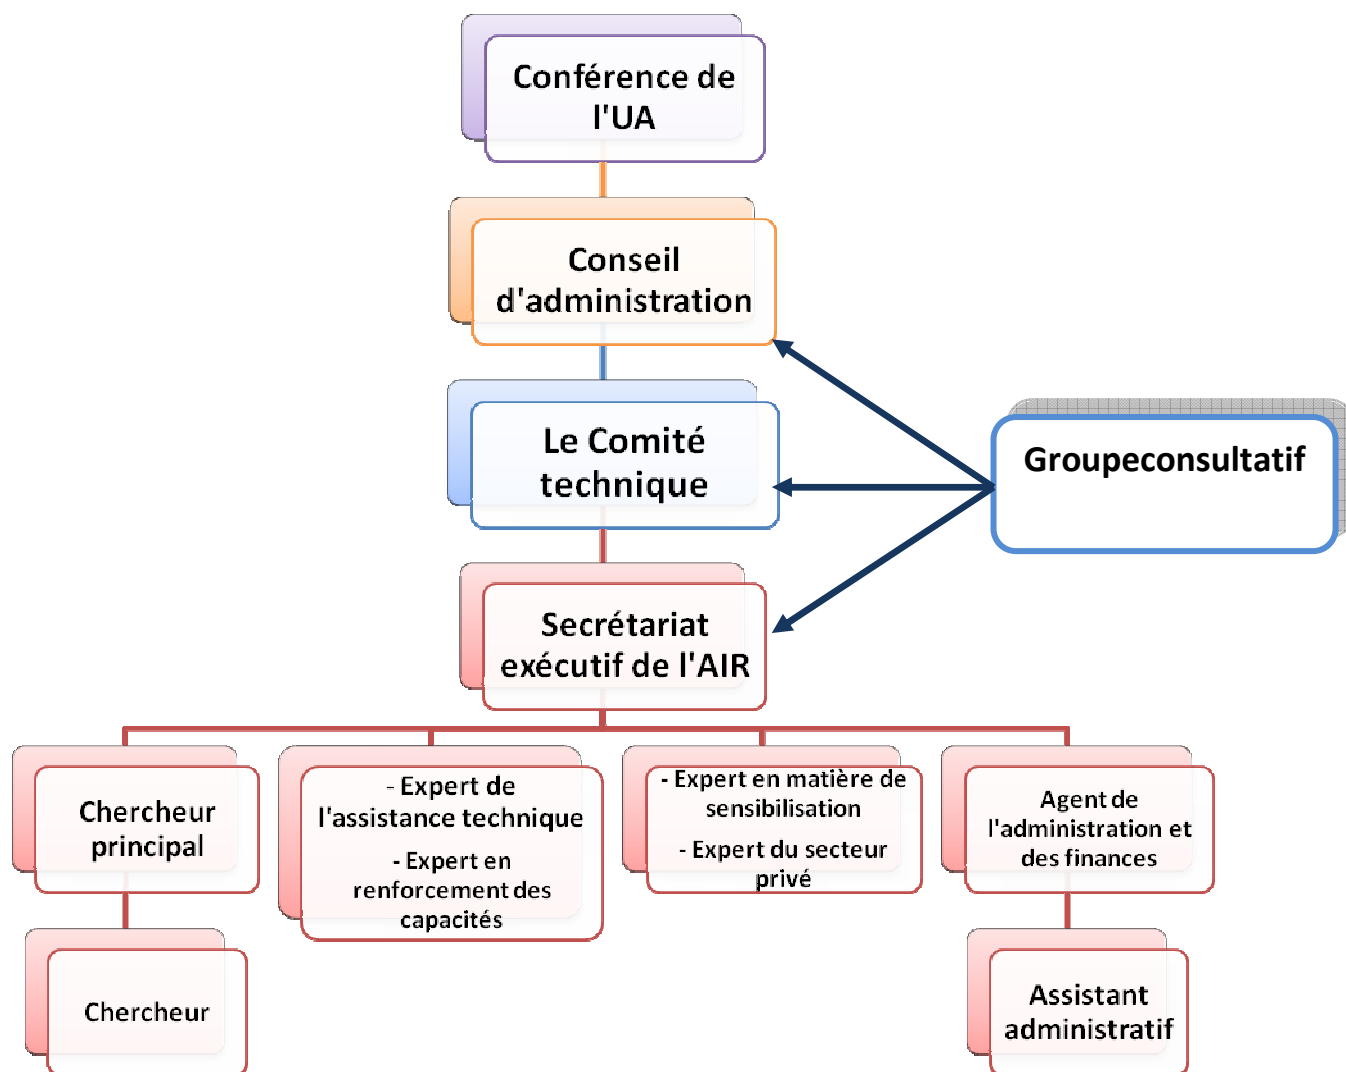 Conférence de
l'UA
Conseil
d'administration
Le Comité
technique
Groupeconsultatif
Secrétariat
exécutif de l'AIR
Chercheur
principal
- Expert de
l'assistance technique
- Expert en
renforcement des
capacités
- Expert en matière de
sensibilisation
- Expert du secteur
privé
Agent de
l'administration et
des finances
Chercheur
Assistant
administratif